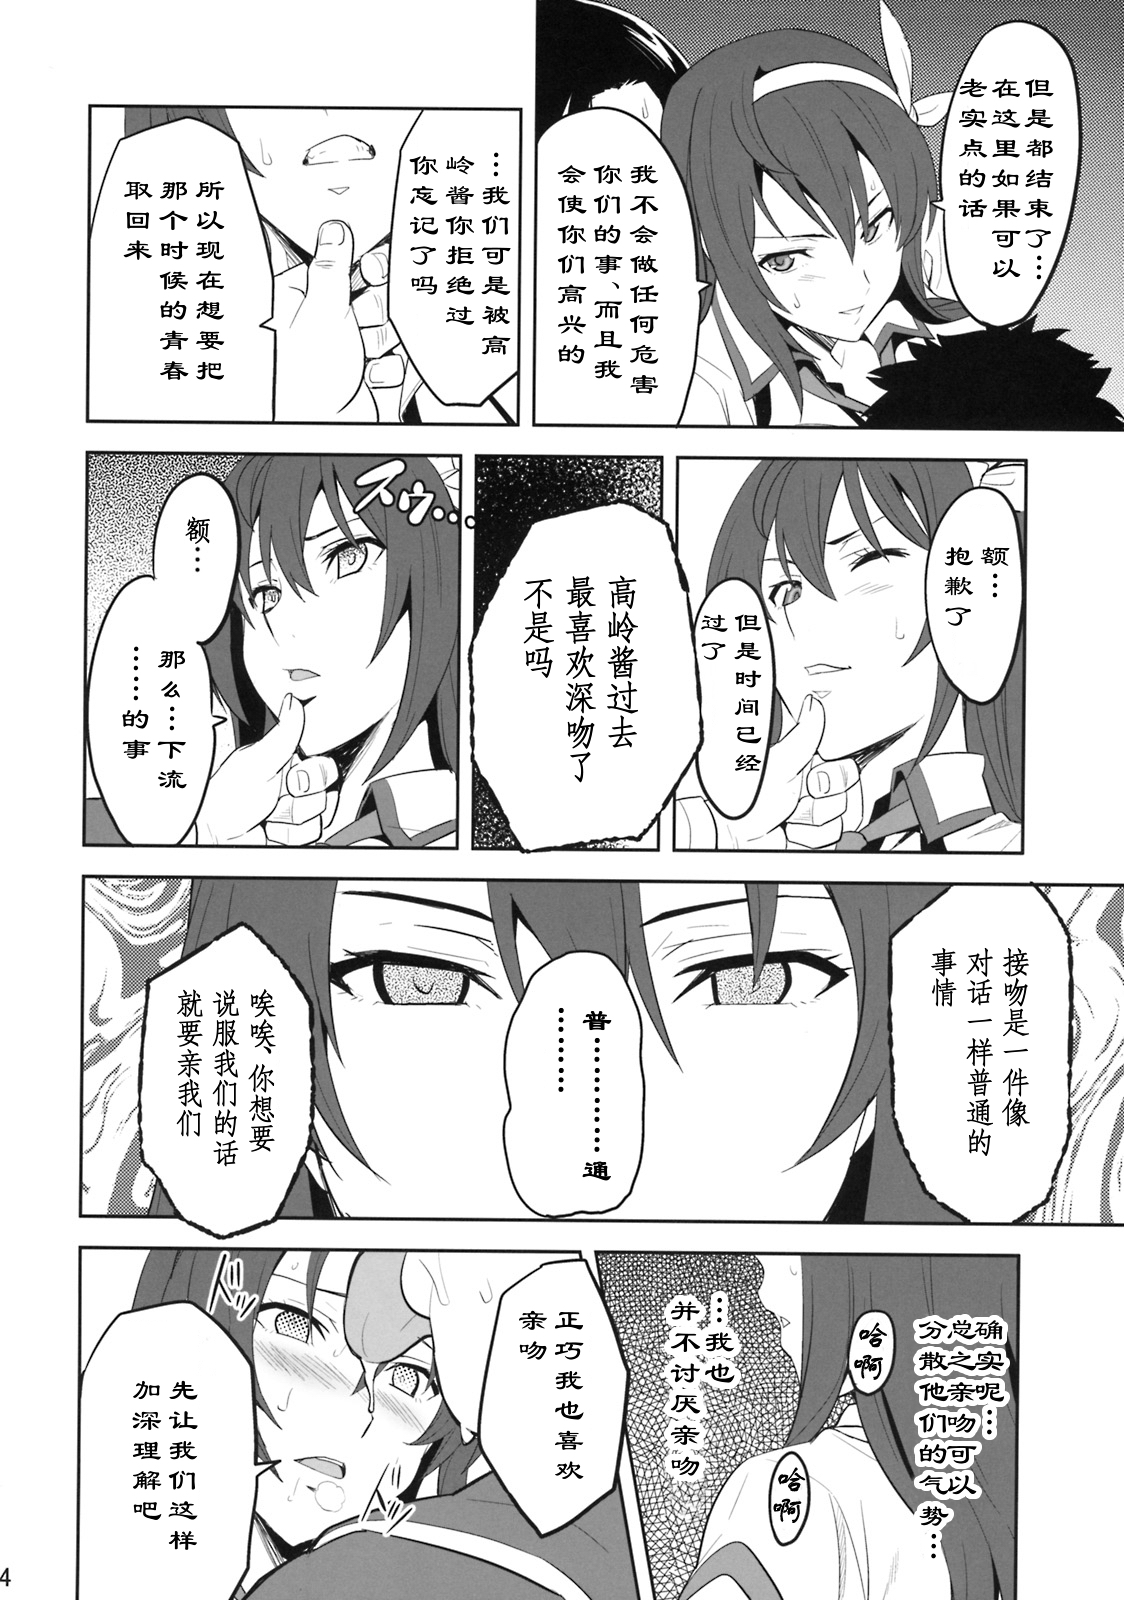 但是都结束了…
在这里如果可以
老实点的话
我不会做任何危害
你们的事、而且我
会使你们高兴的
…我们可是被高
岭酱你拒绝过
你忘记了吗
所以现在想要把
那个时候的青春
取回来
额…
抱歉了
但是时间已经
过了
高岭酱过去
最喜欢深吻了
不是吗
スゥ…
额…
那么…下流
……的事
接吻是一件像
对话一样普通的
事情
普…………通
…………
唉唉、你想要
说服我们的话
就要亲我们
确实呢…
总之亲吻可以
分散他们的气势…
哈啊
哈啊
…我也
并不讨厌亲吻
正巧我也喜欢
亲吻
先让我们这样
加深理解吧
4